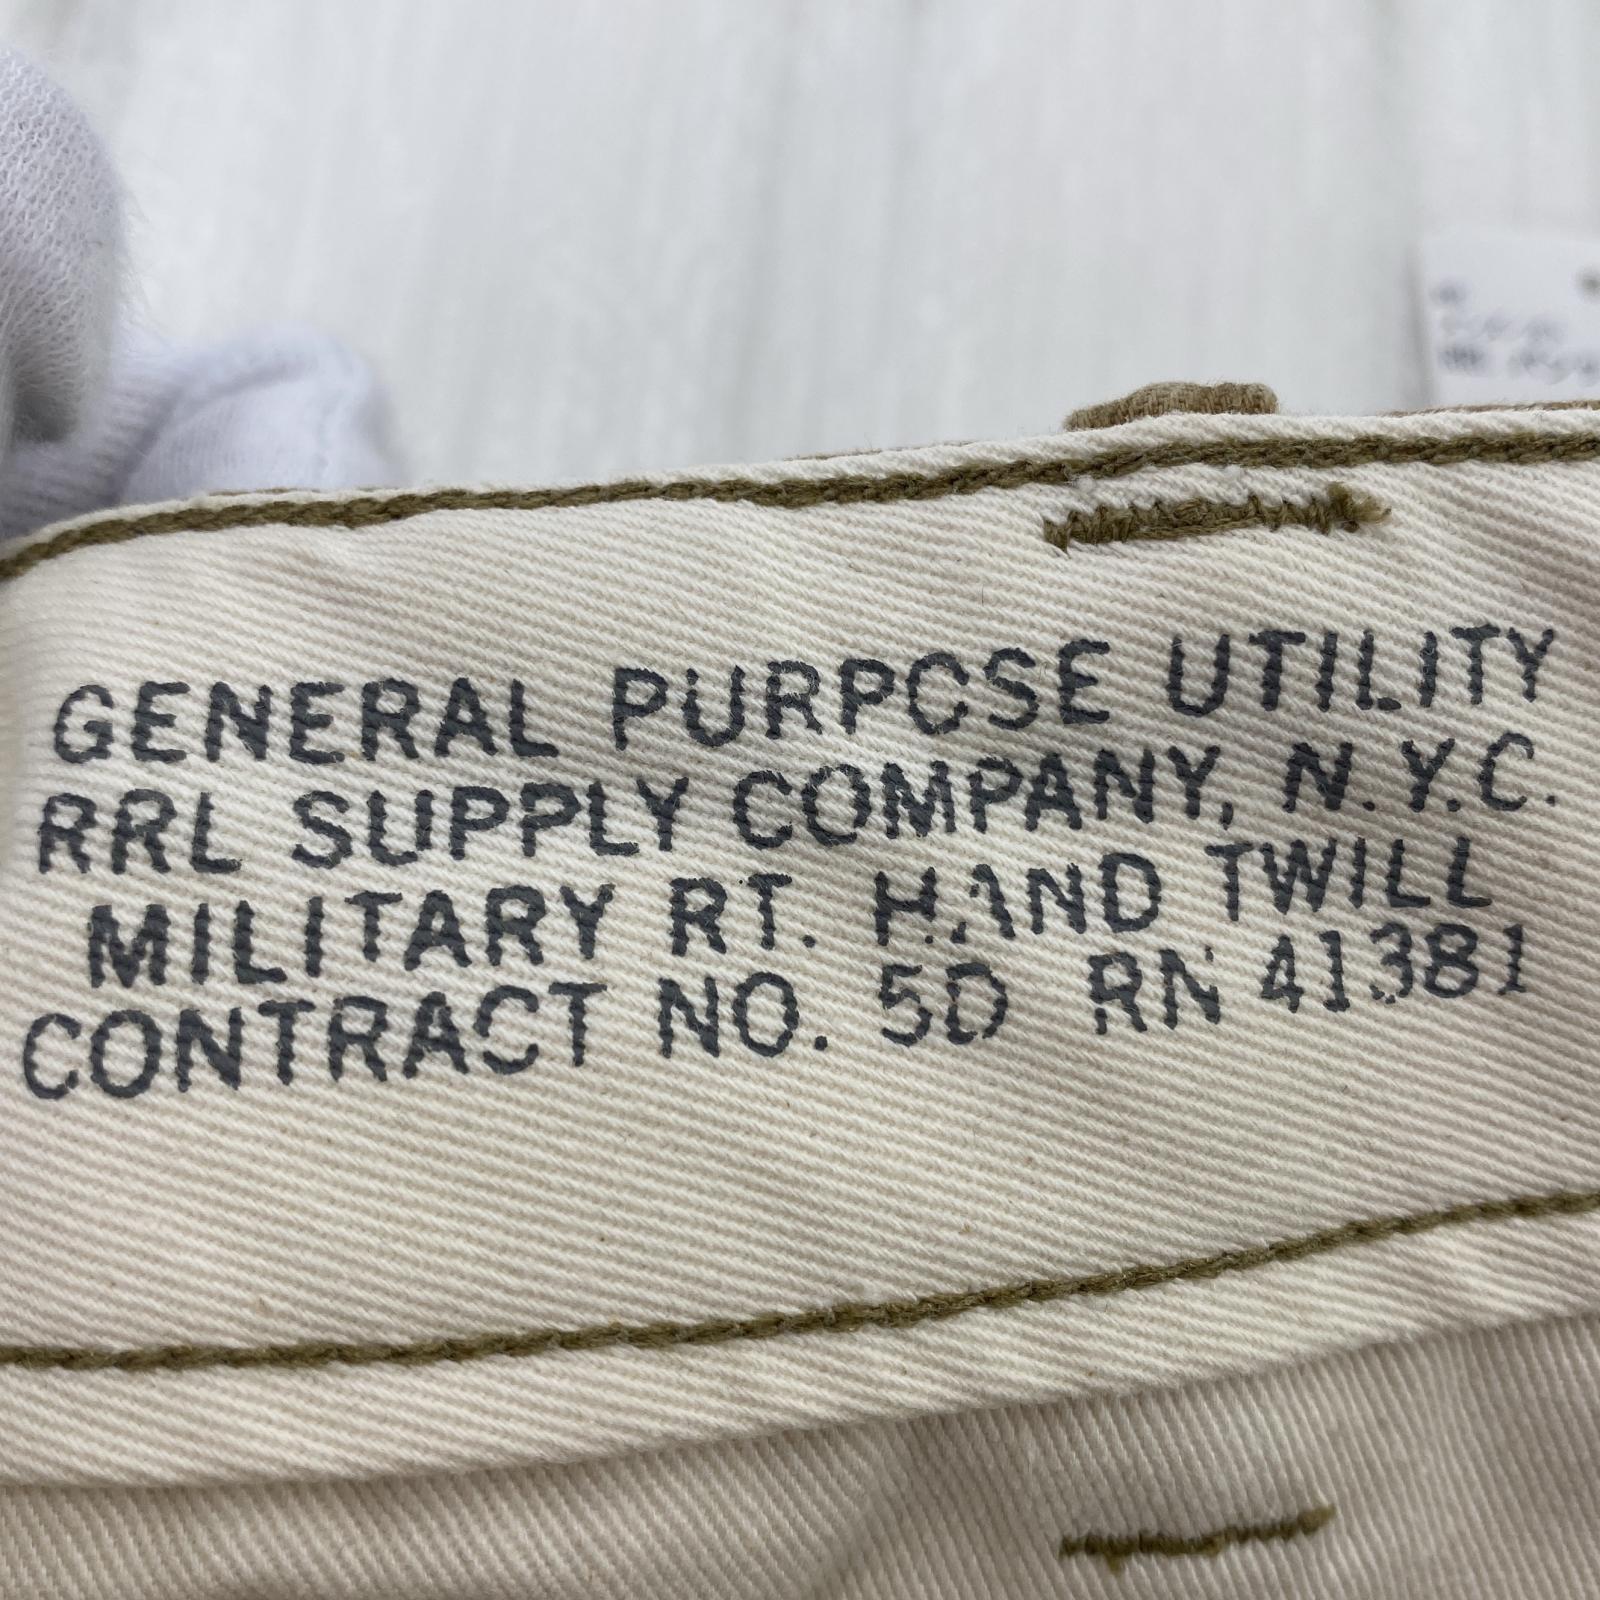 GENERAL PURPOSE UTILITY
RRL SUPPLY COMPANY, N.Y.C.
MILITARY RT. HAND TWILL
CONTRACT NO. 5D RN 41381